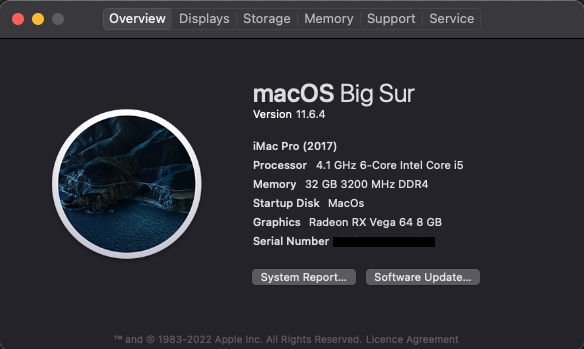 Overview Displays Storage Memory Support Service
macOS Big Sur
Version 11.6.4
iMac Pro (2017)
Processor 4.1 GHz 6-Core Intel Core i5
Memory 32 GB 3200 MHz DDR4
Startup Disk MacOs
Graphics Radeon RX Vega 64 8 GB
Serial Number
System Report... Software Update...
™ and © 1983-2022 Apple Inc. All Rights Reserved. Licence Agreement